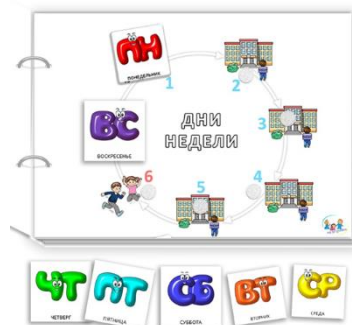 ПН
ПОНЕДЕЛЬНИК
1
2
ВС
ВОСКРЕСЕНЬЕ
ДНИ
НЕДЕЛИ
3
4
5
6
ЧТ
ЧЕТВЕРГ
ПТ
ПЯТНИЦА
СБ
СУББОТА
ВТ
ВТОРНИК
СР
СРЕДА